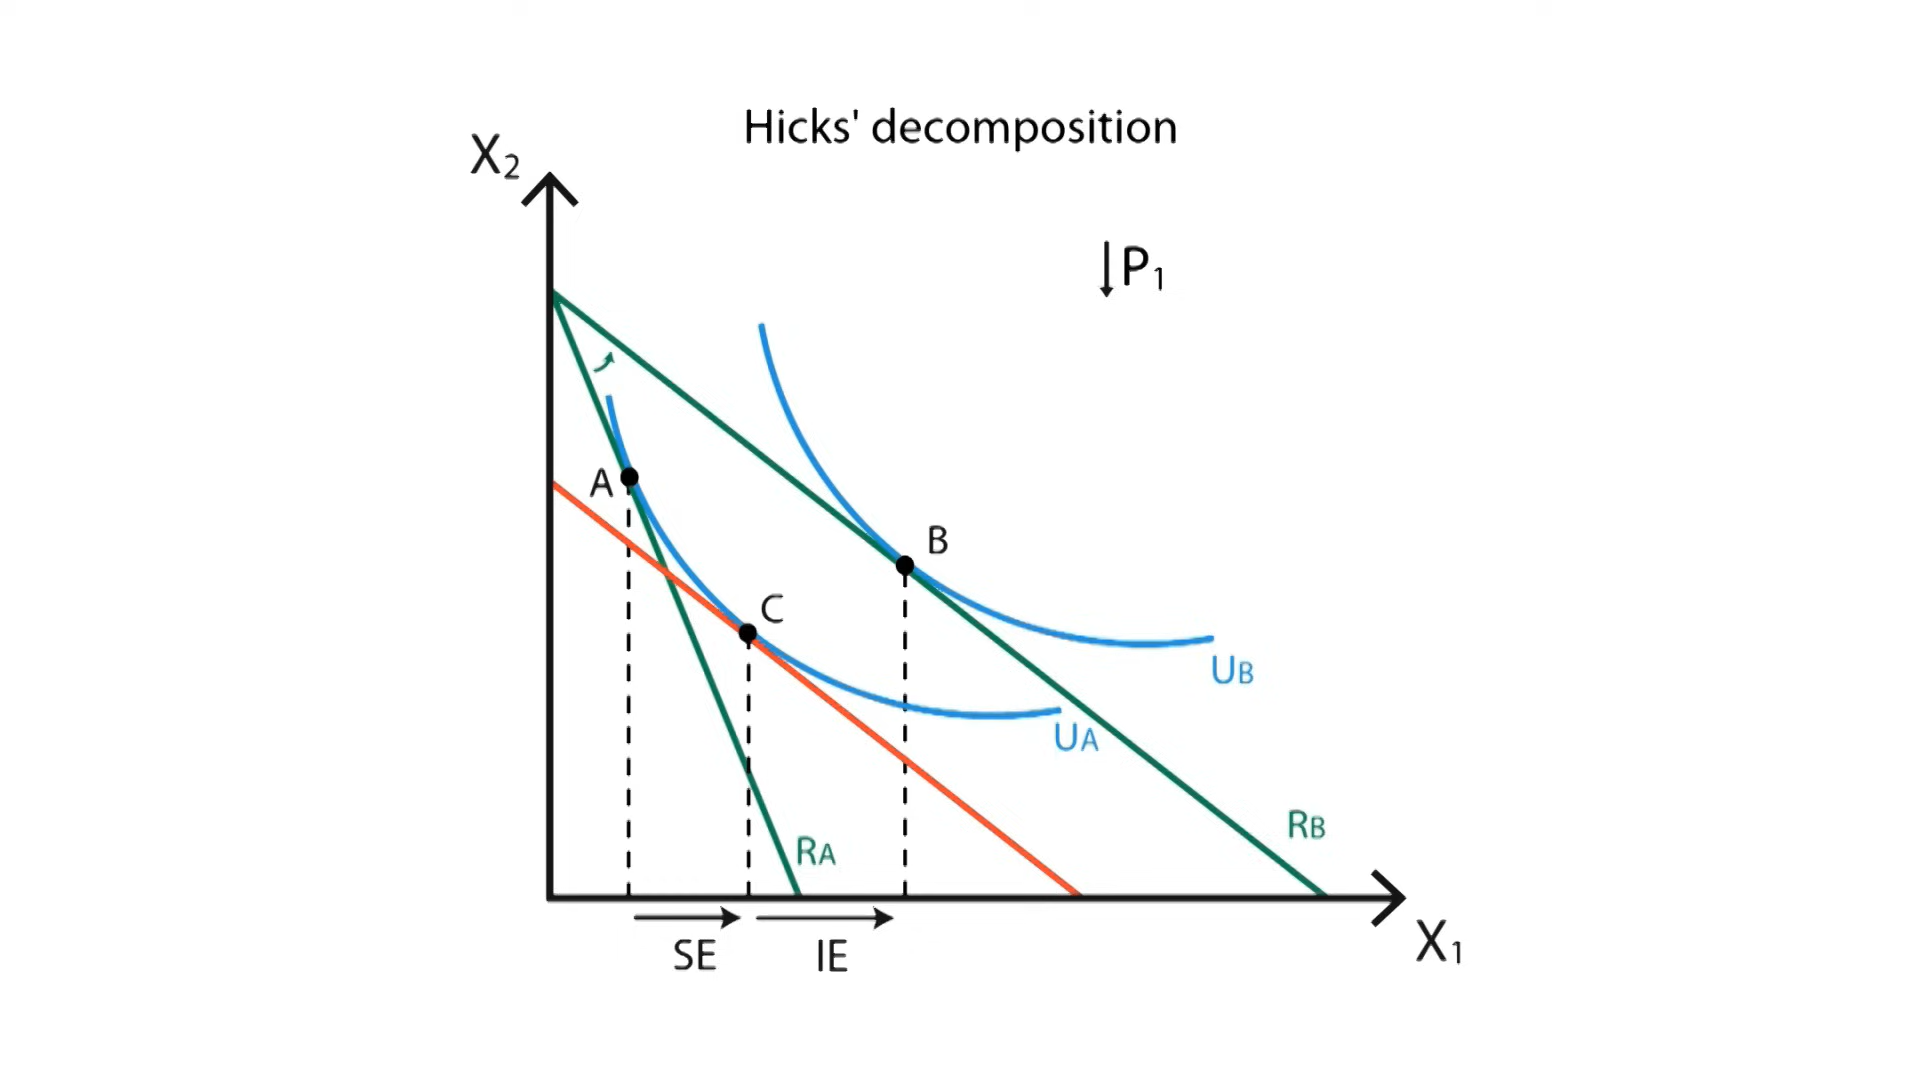 Hicks' decomposition
X₂
↓P₁
A
B
C
UB
UA
RB
RA
X₁
SE
IE